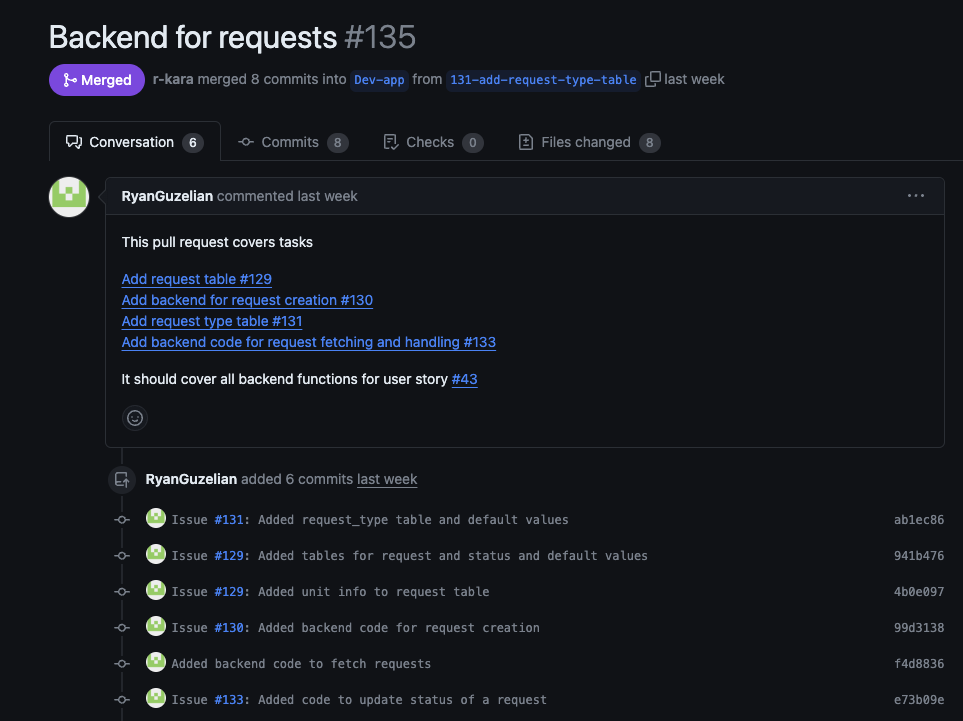 Backend for requests #135
Merged r-kara merged 8 commits into Dev-app from 131-add-request-type-table last week
Conversation 6 Commits 8 Checks 0 Files changed 8
RyanGuzelian commented last week
This pull request covers tasks
Add request table #129
Add backend for request creation #130
Add request type table #131
Add backend code for request fetching and handling #133
It should cover all backend functions for user story #43
RyanGuzelian added 6 commits last week
Issue #131: Added request_type table and default values ab1ec86
Issue #129: Added tables for request and status and default values 941b476
Issue #129: Added unit info to request table 4b0e097
Issue #130: Added backend code for request creation 99d3138
Added backend code to fetch requests f4d8836
Issue #133: Added code to update status of a request e73b09e